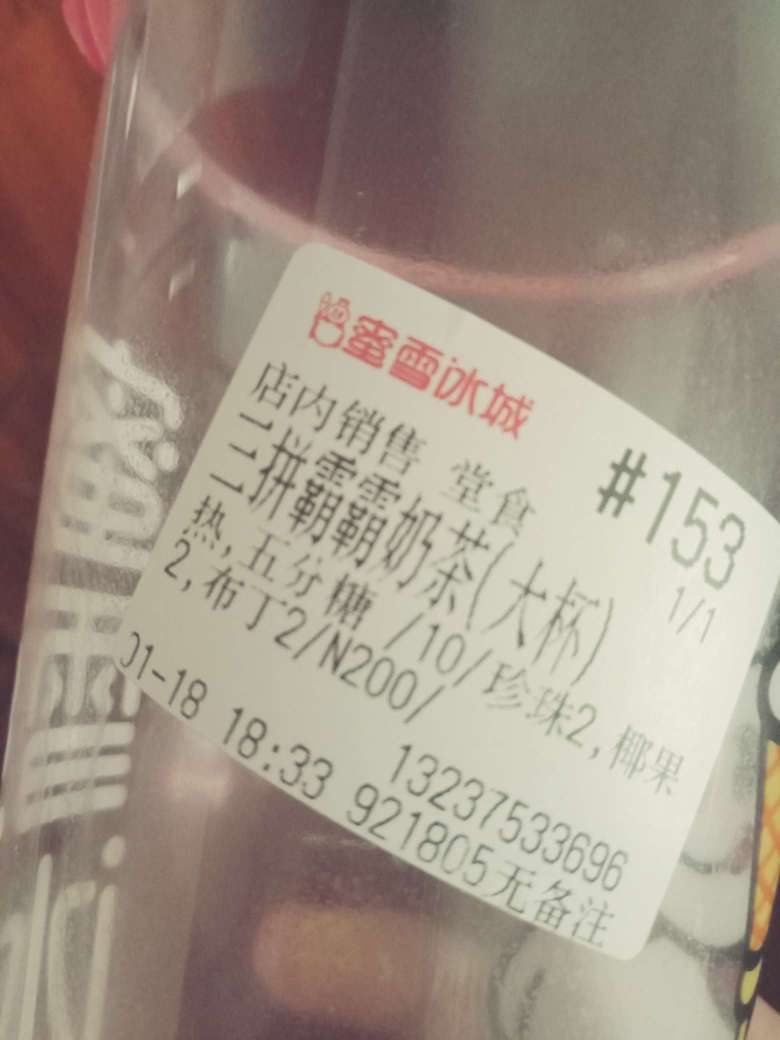 蜜雪冰城
店内销售 堂食
#153
三拼霸霸奶茶(大杯)
1/1
热,五分糖 /10/珍珠2,椰果
2,布丁2/N200/
13237533696
01-18 18:33 921805无备注